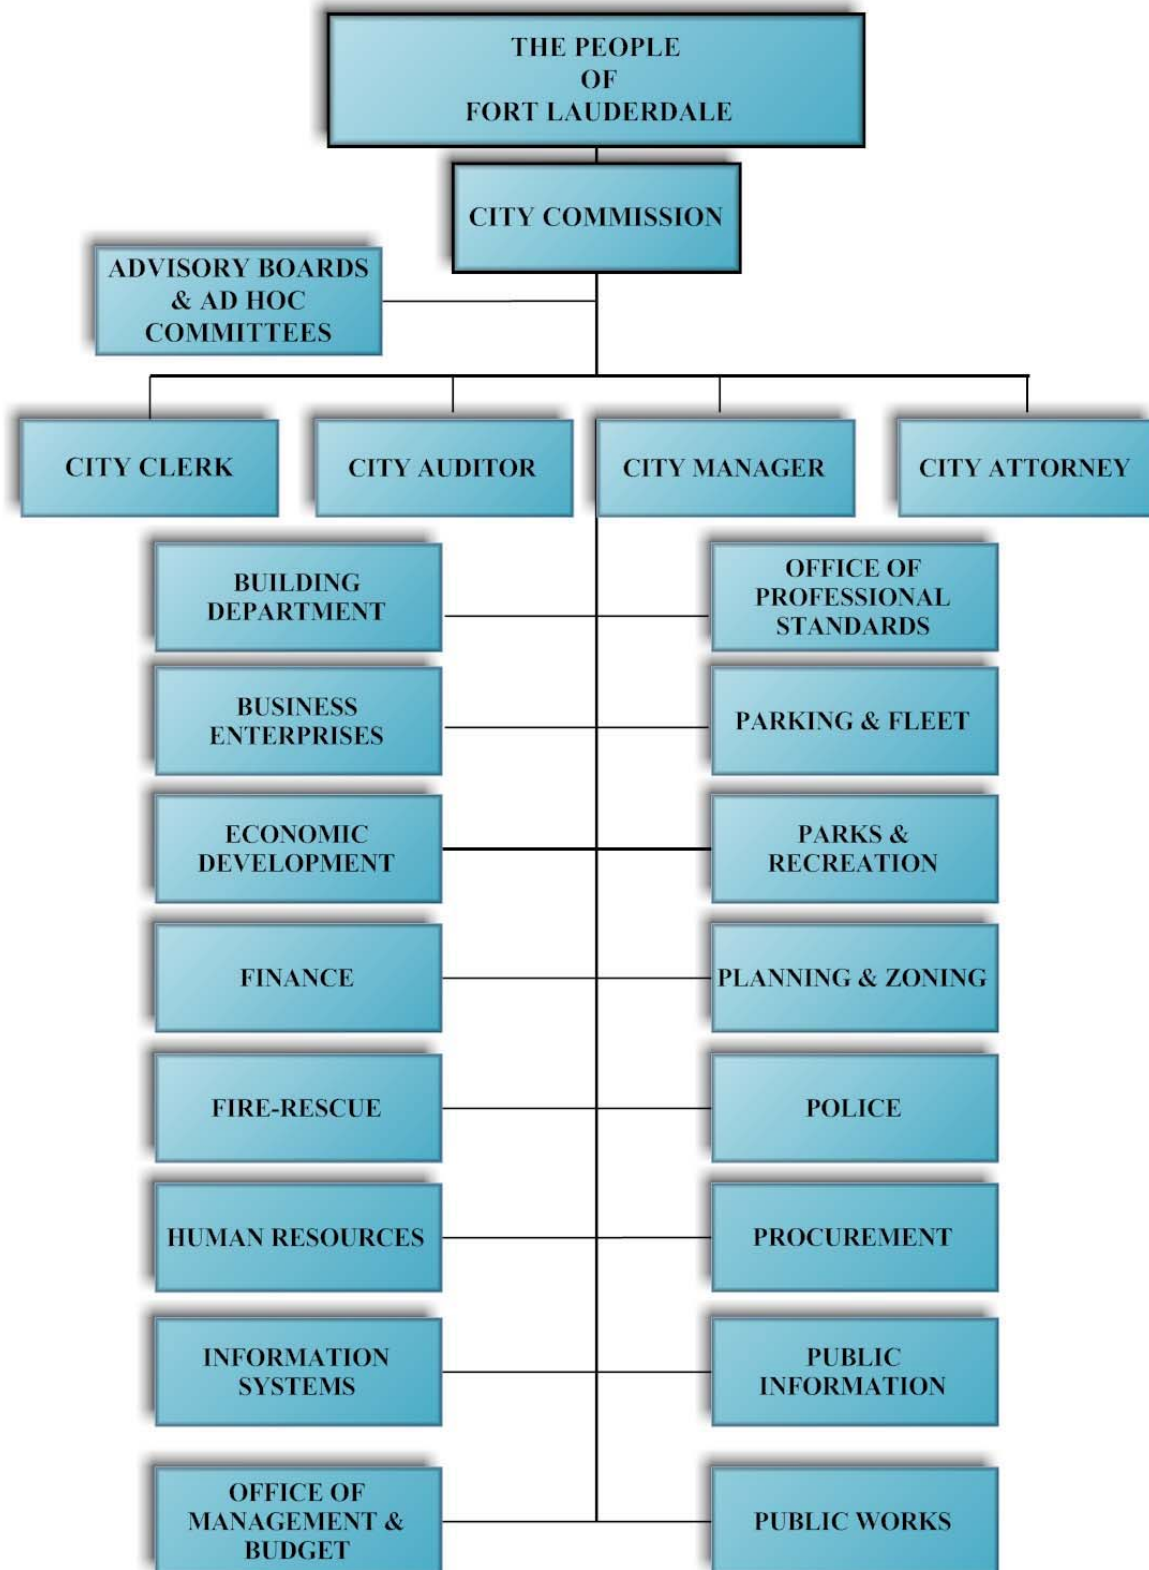 THE PEOPLE
OF
FORT LAUDERDALE
CITY COMMISSION
ADVISORY BOARDS
& AD HOC
COMMITTEES
CITY CLERK
CITY AUDITOR
CITY MANAGER
CITY ATTORNEY
BUILDING
DEPARTMENT
OFFICE OF
PROFESSIONAL
STANDARDS
BUSINESS
ENTERPRISES
PARKING & FLEET
ECONOMIC
DEVELOPMENT
PARKS &
RECREATION
FINANCE
PLANNING & ZONING
FIRE-RESCUE
POLICE
HUMAN RESOURCES
PROCUREMENT
INFORMATION
SYSTEMS
PUBLIC
INFORMATION
OFFICE OF
MANAGEMENT &
BUDGET
PUBLIC WORKS